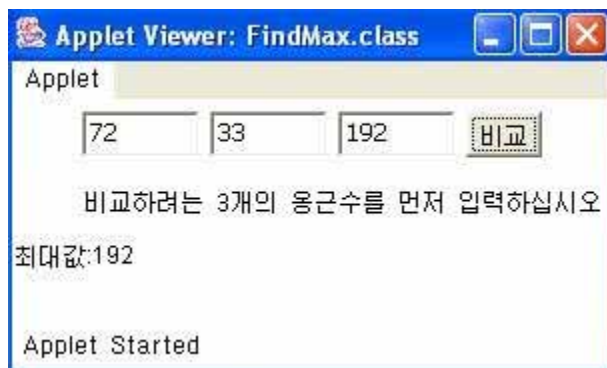 Applet Viewer: FindMax.class
Applet
72 33 192 비교
비교하려는 3개의 옹근수를 먼저 입력하십시오
최대값:192
Applet Started